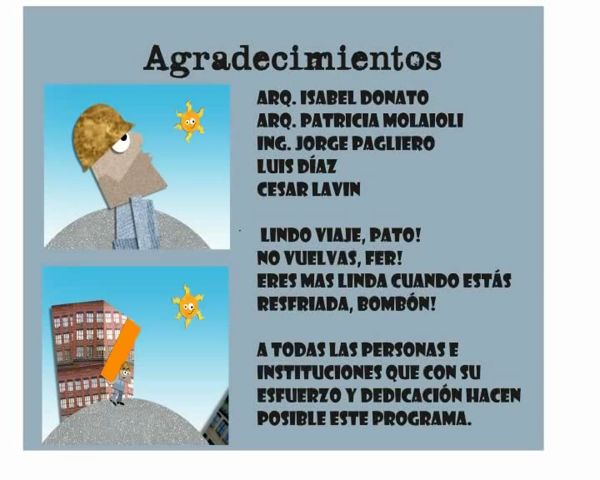 Agradecimientos
ARQ. ISABEL DONATO
ARQ. PATRICIA MOLAIOLI
ING. JORGE PAGLIERO
LUIS DÍAZ
CESAR LAVIN
LINDO VIAJE, PATO!
NO VUELVAS, FER!
ERES MAS LINDA CUANDO ESTÁS
RESFRIADA, BOMBÓN!
A TODAS LAS PERSONAS E
INSTITUCIONES QUE CON SU
ESFUERZO Y DEDICACIÓN HACEN
POSIBLE ESTE PROGRAMA.